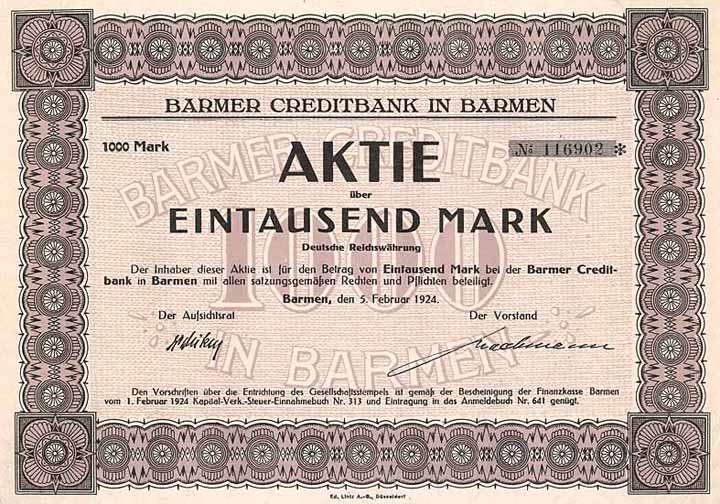 BARMER CREDITBANK IN BARMEN
1000 Mark
AKTIE
№ 116902 *
über
EINTAUSEND MARK
Deutsche Reichswährung
Der Inhaber dieser Aktie ist für den Betrag von Eintausend Mark bei der Barmer Credit-
bank in Barmen mit allen satzungsgemäßen Rechten und Pflichten beteiligt.
Barmen, den 5. Februar 1924.
Der Aufsichtsrat
Der Vorstand
BARMER CREDITBANK
1000
IN BARMEN
Den Vorschriften über die Entrichtung des Gesellschaftsstempels ist gemäß der Bescheinigung der Finanzkasse Barmen
vom 1. Februar 1924 Kapital-Verk.-Steuer-Einnahmebuch Nr. 313 und Eintragung in das Anmeldebuch Nr. 641 genügt.
Ed. Lintz A.-G., Düsseldorf.